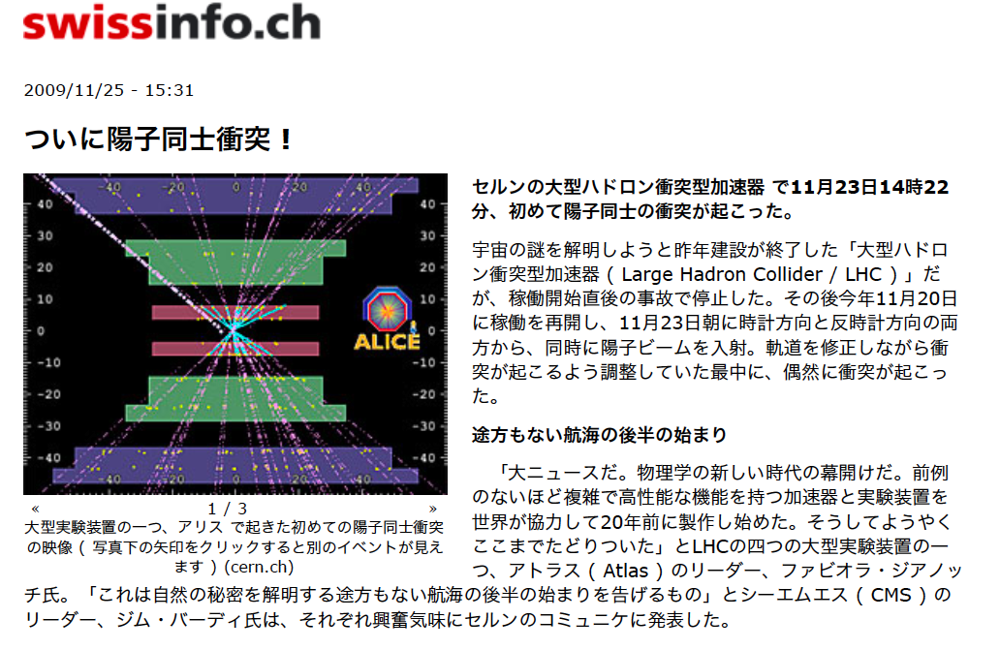 swissinfo.ch
2009/11/25 - 15:31
ついに陽子同士衝突！
-40 -20 0 20 40
40 40
30 30
20 20
10 10
0 0
-10 -10
-20 -20
-30 -30
-40 -40
-40 -20 0 20 40
ALICE
« 1 / 3 »
大型実験装置の一つ、アリス で起きた初めての陽子同士衝突
の映像 ( 写真下の矢印をクリックすると別のイベントが見え
ます ) (cern.ch)
セルンの大型ハドロン衝突型加速器 で11月23日14時22
分、初めて陽子同士の衝突が起こった。
宇宙の謎を解明しようと昨年建設が終了した「大型ハドロ
ン衝突型加速器 ( Large Hadron Collider / LHC ) 」だ
が、稼働開始直後の事故で停止した。その後今年11月20日
に稼働を再開し、11月23日朝に時計方向と反時計方向の両
方から、同時に陽子ビームを入射。軌道を修正しながら衝
突が起こるよう調整していた最中に、偶然に衝突が起こっ
た。
途方もない航海の後半の始まり
「大ニュースだ。物理学の新しい時代の幕開けだ。前例
のないほど複雑で高性能な機能を持つ加速器と実験装置を
世界が協力して20年前に製作し始めた。そうしてようやく
ここまでたどりついた」とLHCの四つの大型実験装置の一
つ、アトラス ( Atlas ) のリーダー、ファビオラ・ジアノッ
チ氏。「これは自然の秘密を解明する途方もない航海の後半の始まりを告げるもの」とシーエムエス ( CMS ) の
リーダー、ジム・バーディ氏は、それぞれ興奮気味にセルンのコミュニケに発表した。